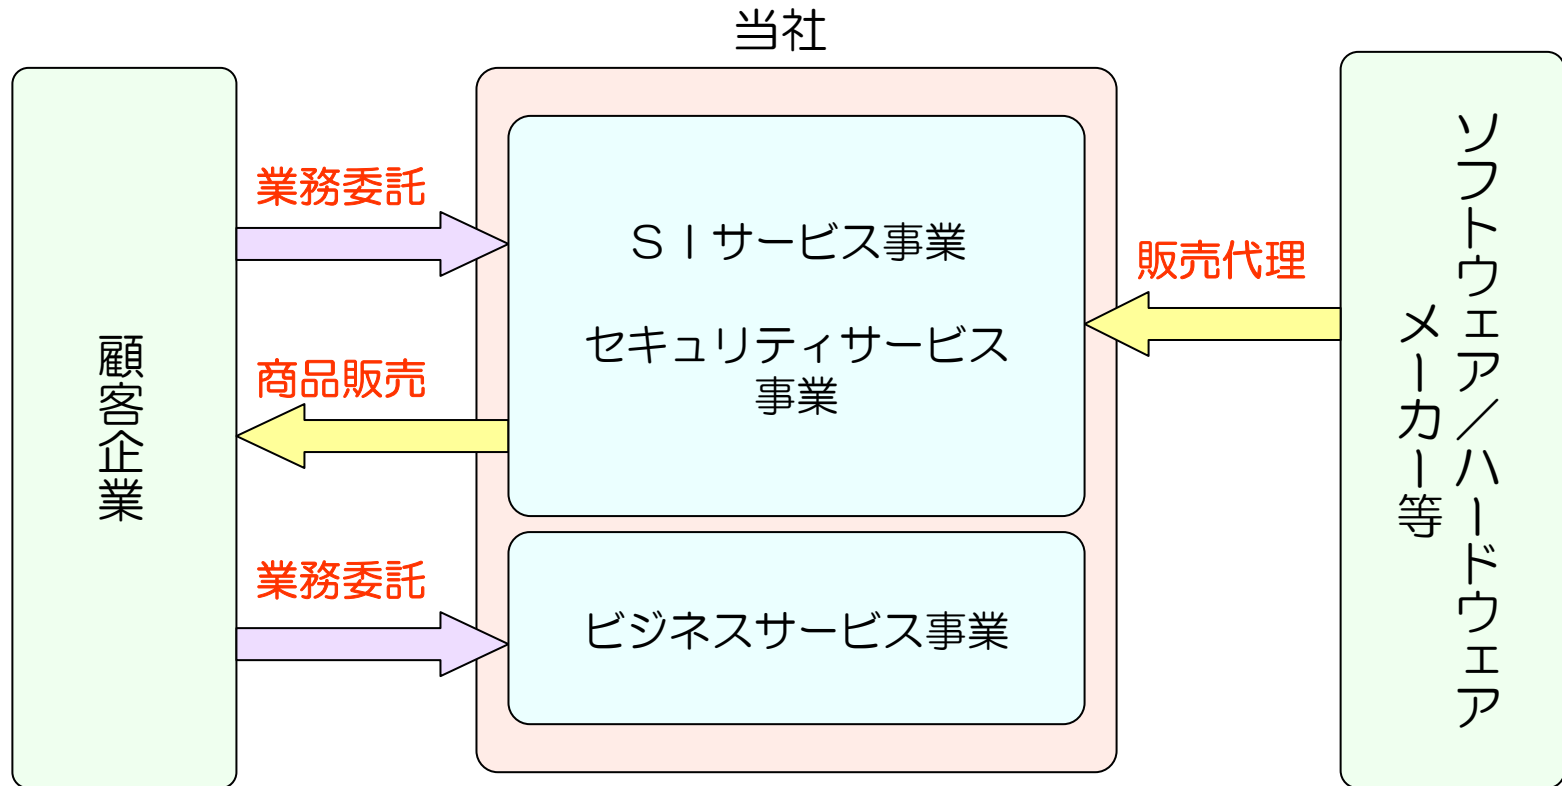 当社
顧客企業
業務委託
商品販売
業務委託
ＳＩサービス事業
セキュリティサービス
事業
ビジネスサービス事業
販売代理
ソフトウェア／ハードウェア
メーカー等